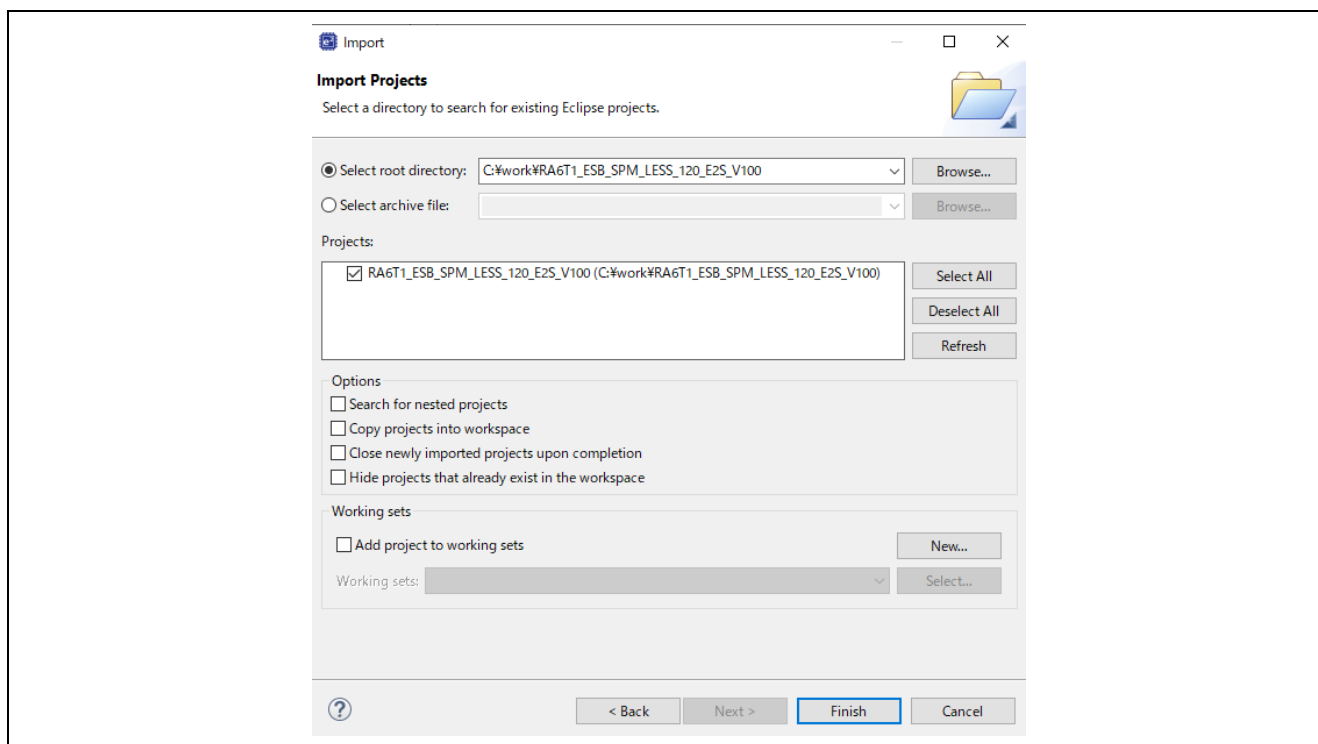 Import
Import Projects
Select a directory to search for existing Eclipse projects.
Select root directory: C:¥work¥RA6T1_ESB_SPM_LESS_120_E2S_V100 Browse...
Select archive file: Browse...
Projects:
RA6T1_ESB_SPM_LESS_120_E2S_V100 (C:¥work¥RA6T1_ESB_SPM_LESS_120_E2S_V100)
Select All
Deselect All
Refresh
Options
Search for nested projects
Copy projects into workspace
Close newly imported projects upon completion
Hide projects that already exist in the workspace
Working sets
Add project to working sets New...
Working sets: Select...
? < Back Next > Finish Cancel